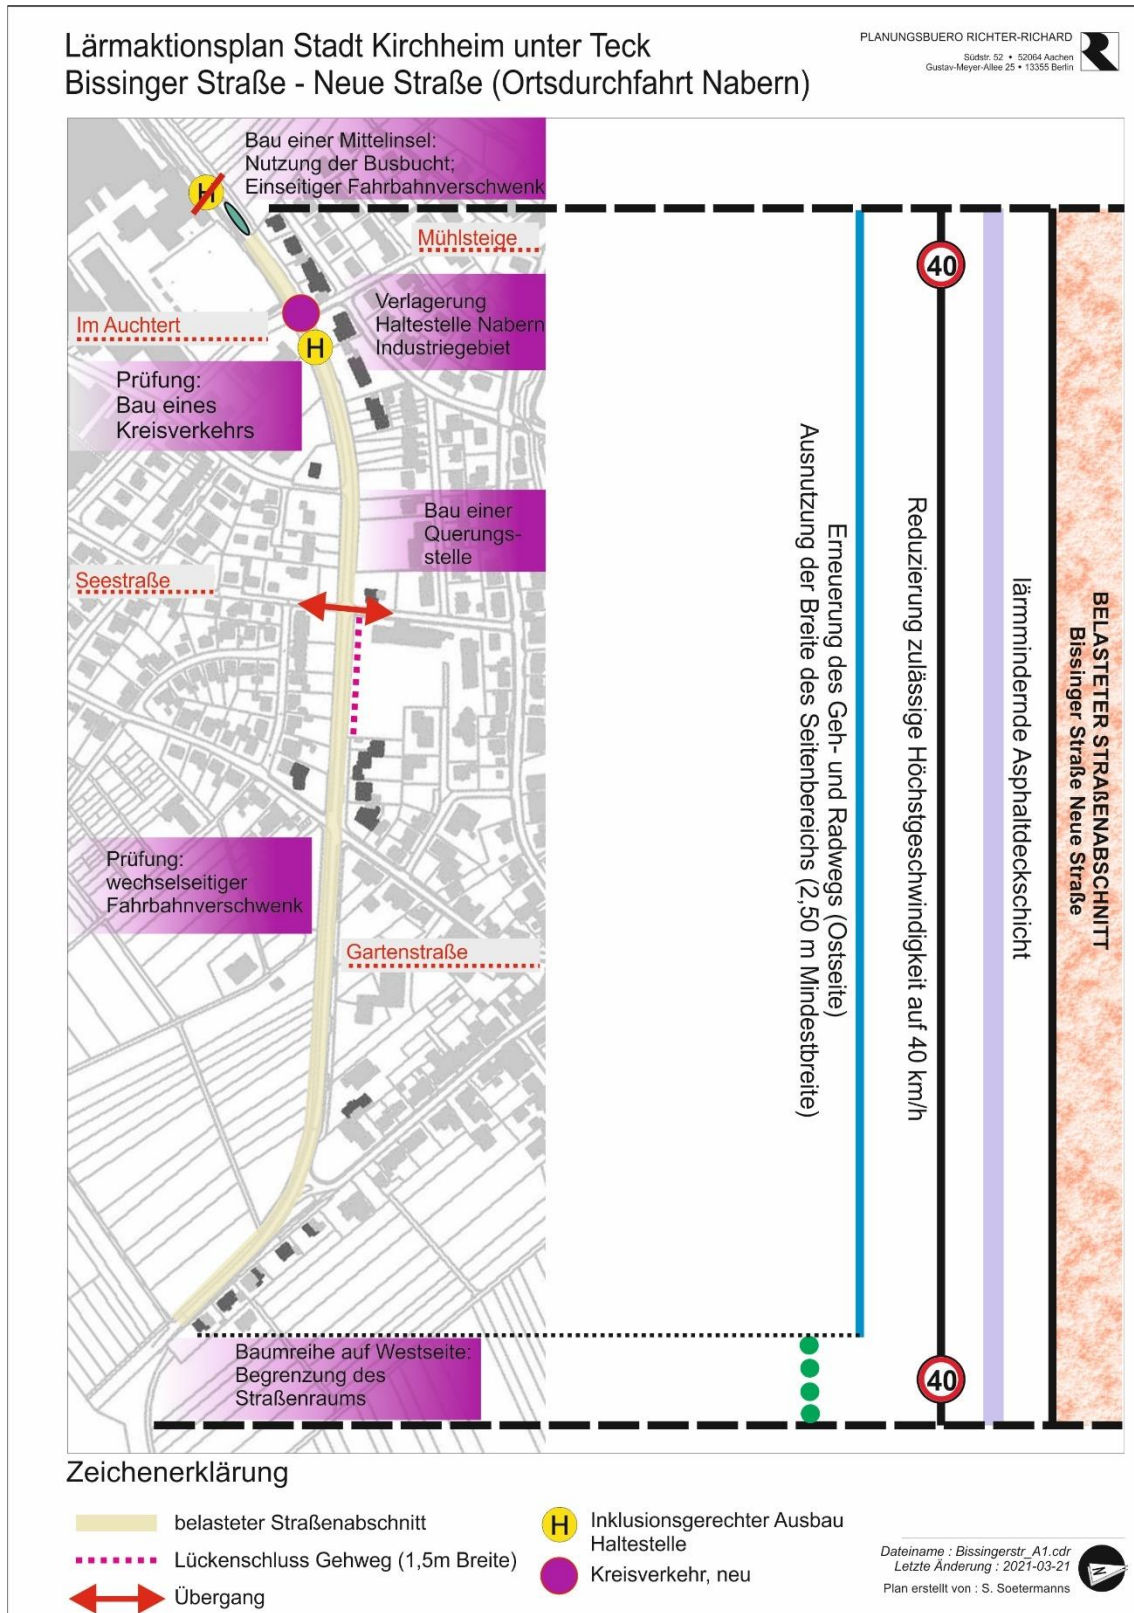 Lärmaktionsplan Stadt Kirchheim unter Teck
Bissinger Straße - Neue Straße (Ortsdurchfahrt Nabern)
PLANUNGSBUERO RICHTER-RICHARD
Südstr. 52 • 52064 Aachen
Gustav-Meyer-Allee 25 • 13355 Berlin
Bau einer Mittelinsel:
Nutzung der Busbucht;
Einseitiger Fahrbahnverschwenk
H
Mühlsteige
40
Verlagerung
Haltestelle Nabern
Industriegebiet
Im Auchtert
H
Prüfung:
Bau eines
Kreisverkehrs
Bau einer
Querungs-
stelle
Seestraße
Prüfung:
wechselseitiger
Fahrbahnverschwenk
Gartenstraße
Erneuerung des Geh- und Radwegs (Ostseite)
Ausnutzung der Breite des Seitenbereichs (2,50 m Mindestbreite)
Reduzierung zulässige Höchstgeschwindigkeit auf 40 km/h
lärmmindernde Asphaltdeckschicht
BELASTETER STRAßENABSCHNITT
Bissinger Straße Neue Straße
Baumreihe auf Westseite:
Begrenzung des
Straßenraums
40
Zeichenerklärung
belasteter Straßenabschnitt
Lückenschluss Gehweg (1,5m Breite)
Übergang
H
Inklusionsgerechter Ausbau
Haltestelle
Kreisverkehr, neu
Dateiname : Bissingerstr_A1.cdr
Letzte Änderung : 2021-03-21
Plan erstellt von : S. Soetermanns
N